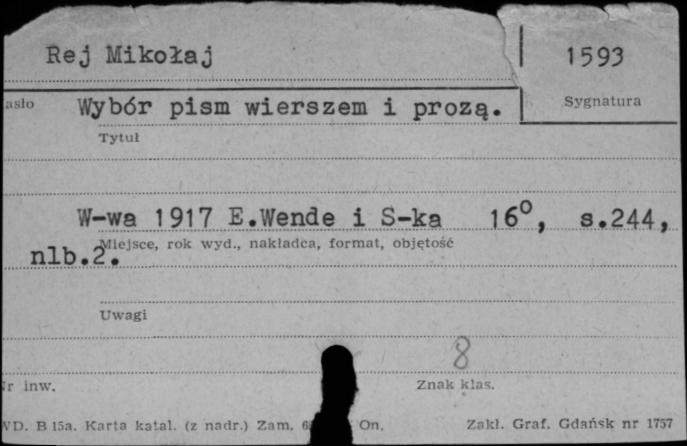 Rej Mikołaj 1593
asło Wybór pism wierszem i prozą. Sygnatura
Tytuł
W-wa 1917 E.Wende i S-ka 16°, s.244,
Miejsce, rok wyd., nakładca, format, objętość
nlb.2.
Uwagi
8
r inw. Znak klas.
D. B 15a. Karta katal. (z nadr.) Zam. On. Zakł. Graf. Gdańsk nr 1757